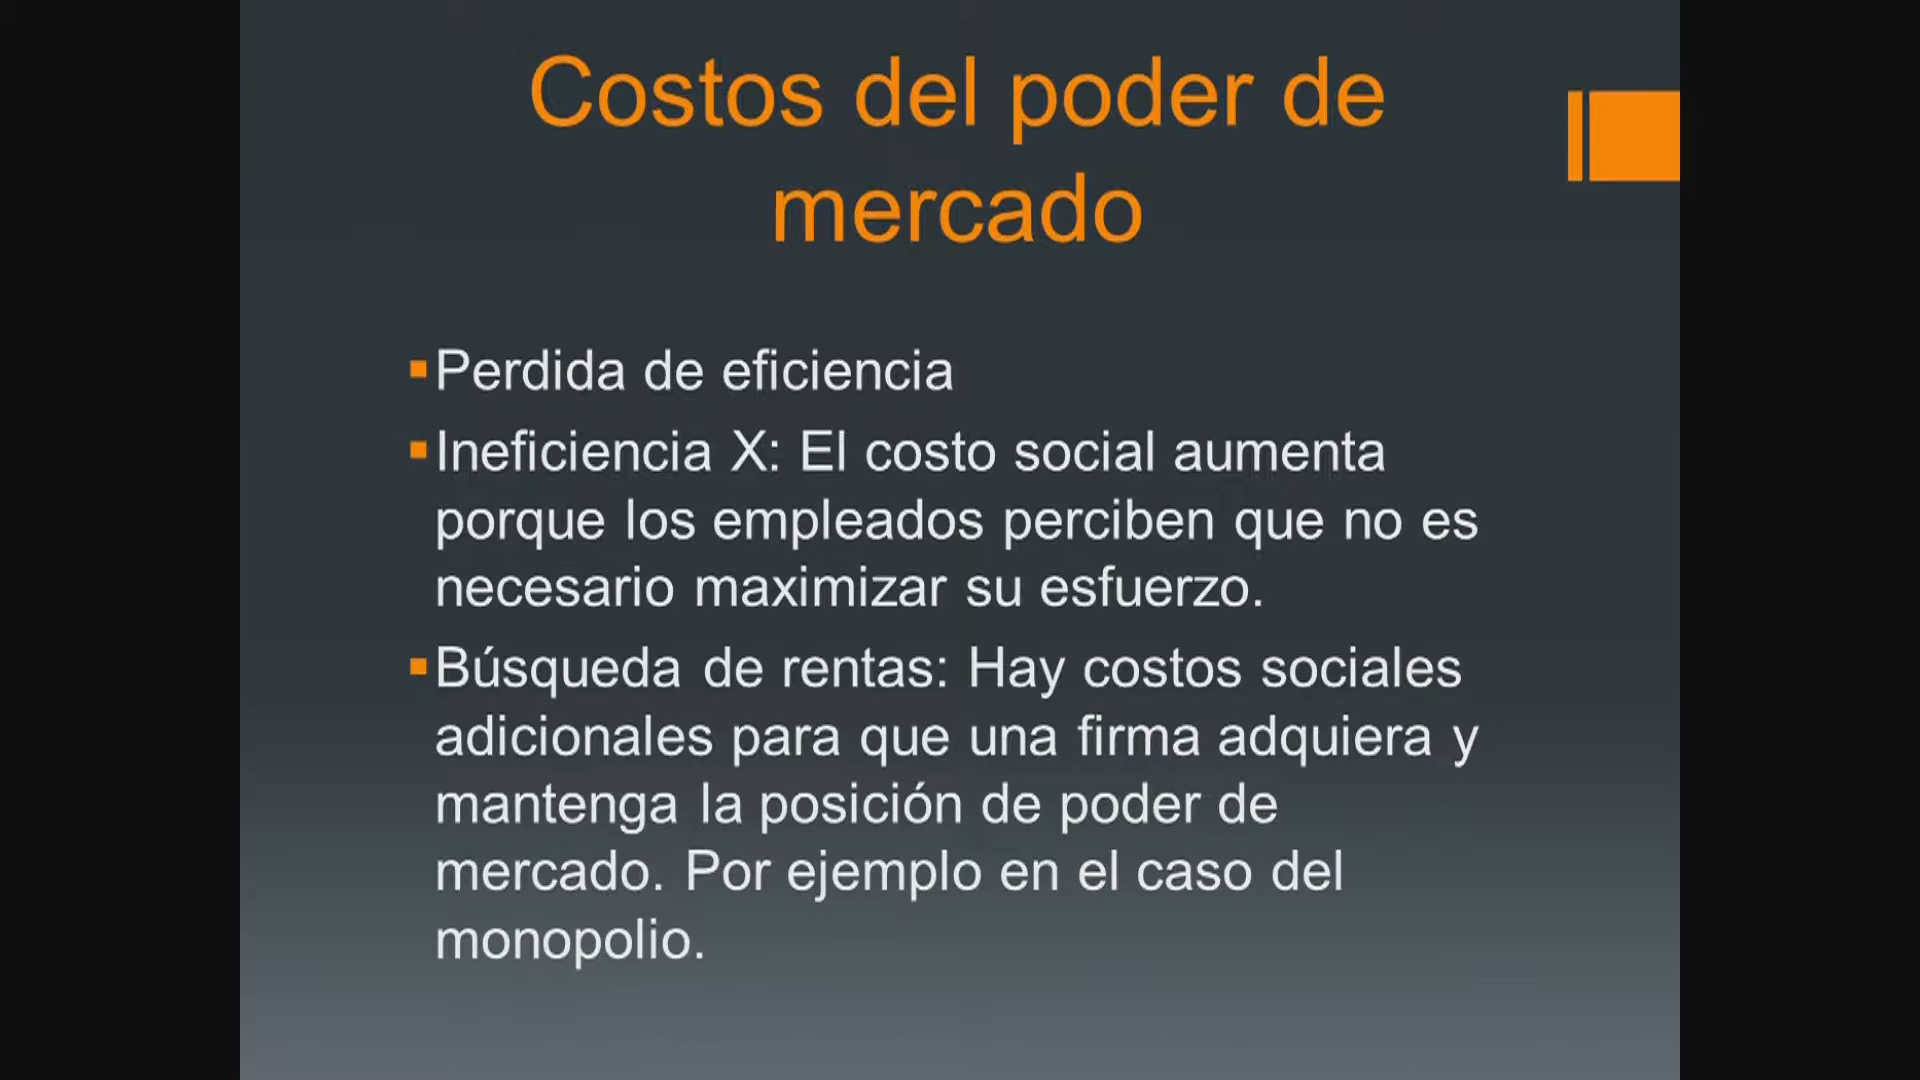 Costos del poder de
mercado
Perdida de eficiencia
Ineficiencia X: El costo social aumenta
porque los empleados perciben que no es
necesario maximizar su esfuerzo.
Búsqueda de rentas: Hay costos sociales
adicionales para que una firma adquiera y
mantenga la posición de poder de
mercado. Por ejemplo en el caso del
monopolio.